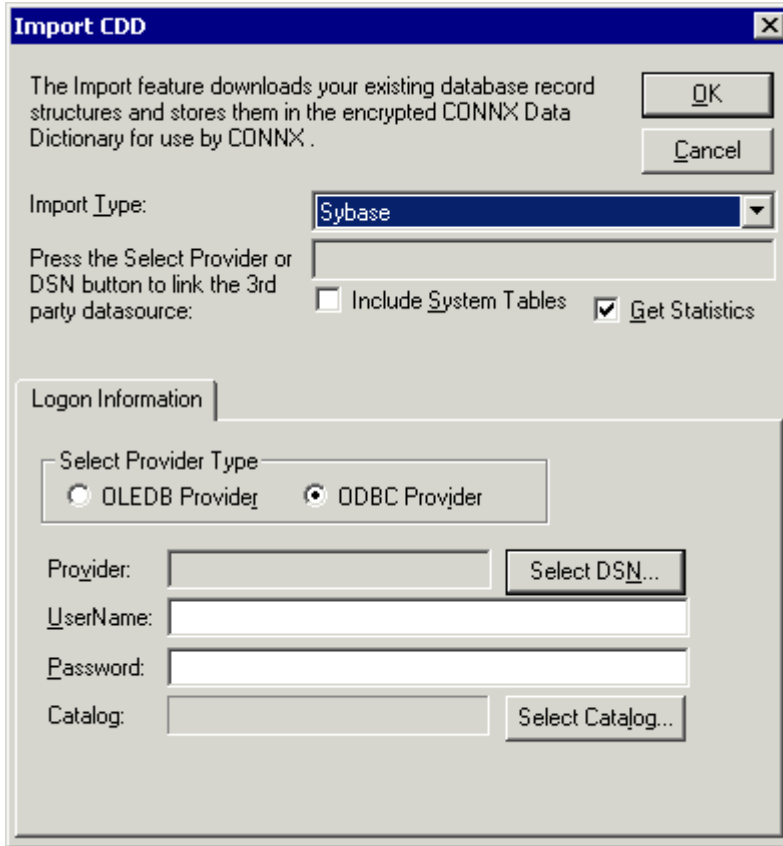 Import CDD
The Import feature downloads your existing database record
structures and stores them in the encrypted CONNX Data
Dictionary for use by CONNX .
OK
Cancel
Import Type:
Sybase
Press the Select Provider or
DSN button to link the 3rd
party datasource:
Include System Tables
Get Statistics
Logon Information
Select Provider Type
OLEDB Provider
ODBC Provider
Provider:
Select DSN...
UserName:
Password:
Catalog:
Select Catalog...